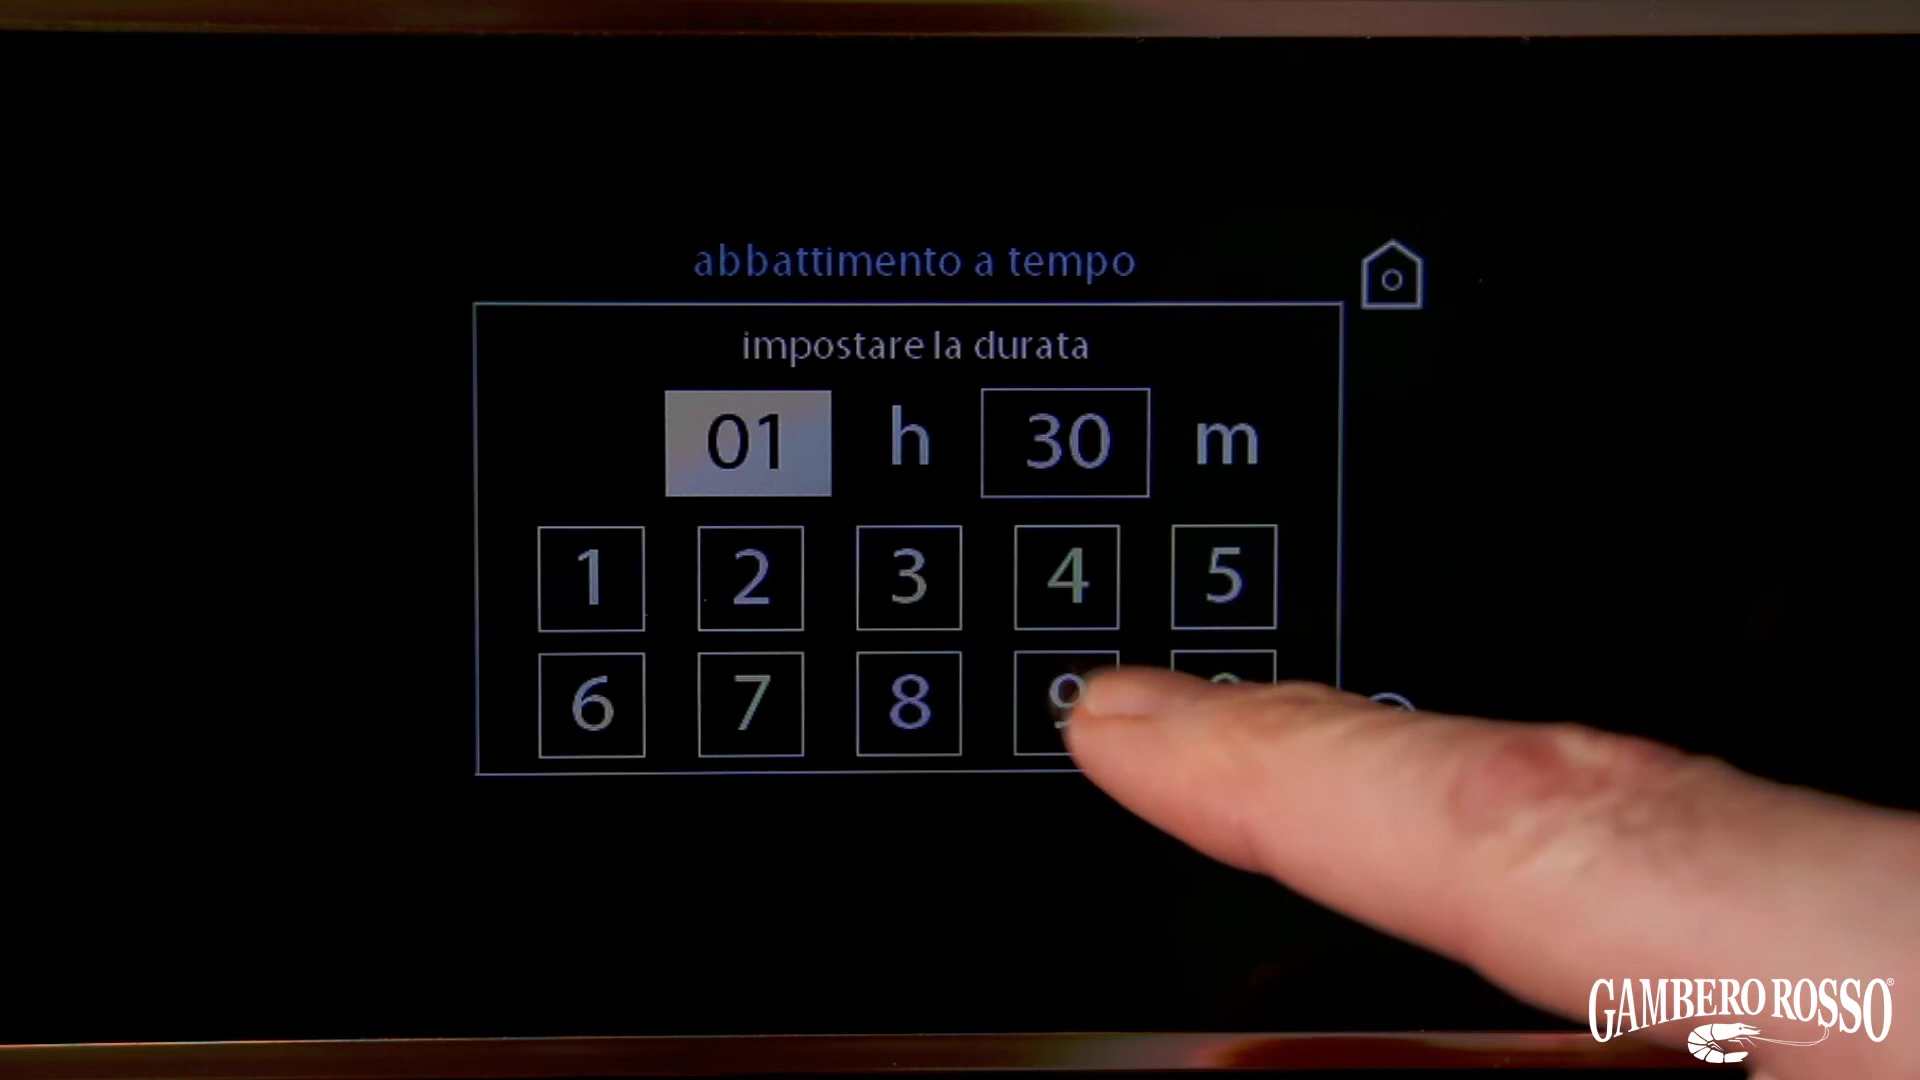 abbattimento a tempo
impostare la durata
01 h 30 m
1 2 3 4 5
6 7 8 9
GAMBERO ROSSO®